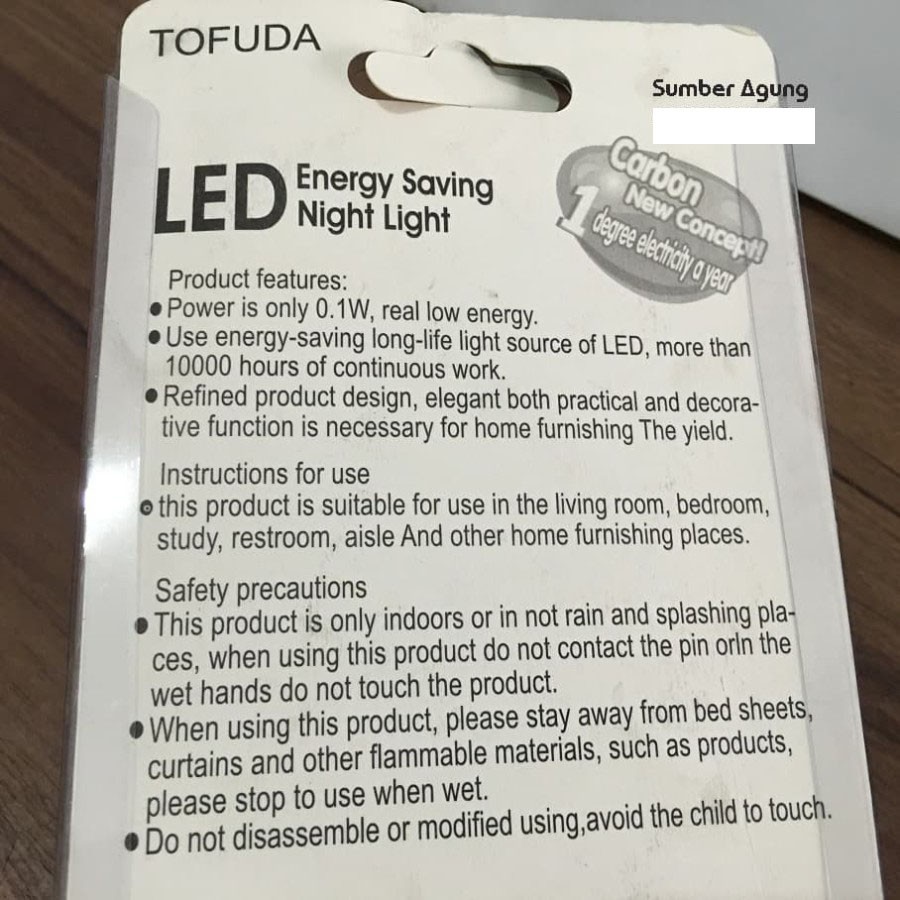 TOFUDA
Sumber Agung
LED Energy Saving
Night Light
Carbon
New Concept!
1 degree electricity a year
Product features:
● Power is only 0.1W, real low energy.
● Use energy-saving long-life light source of LED, more than
10000 hours of continuous work.
● Refined product design, elegant both practical and decora-
tive function is necessary for home furnishing The yield.
Instructions for use
● this product is suitable for use in the living room, bedroom,
study, restroom, aisle And other home furnishing places.
Safety precautions
● This product is only indoors or in not rain and splashing pla-
ces, when using this product do not contact the pin orIn the
wet hands do not touch the product.
● When using this product, please stay away from bed sheets,
curtains and other flammable materials, such as products,
please stop to use when wet.
● Do not disassemble or modified using,avoid the child to touch.